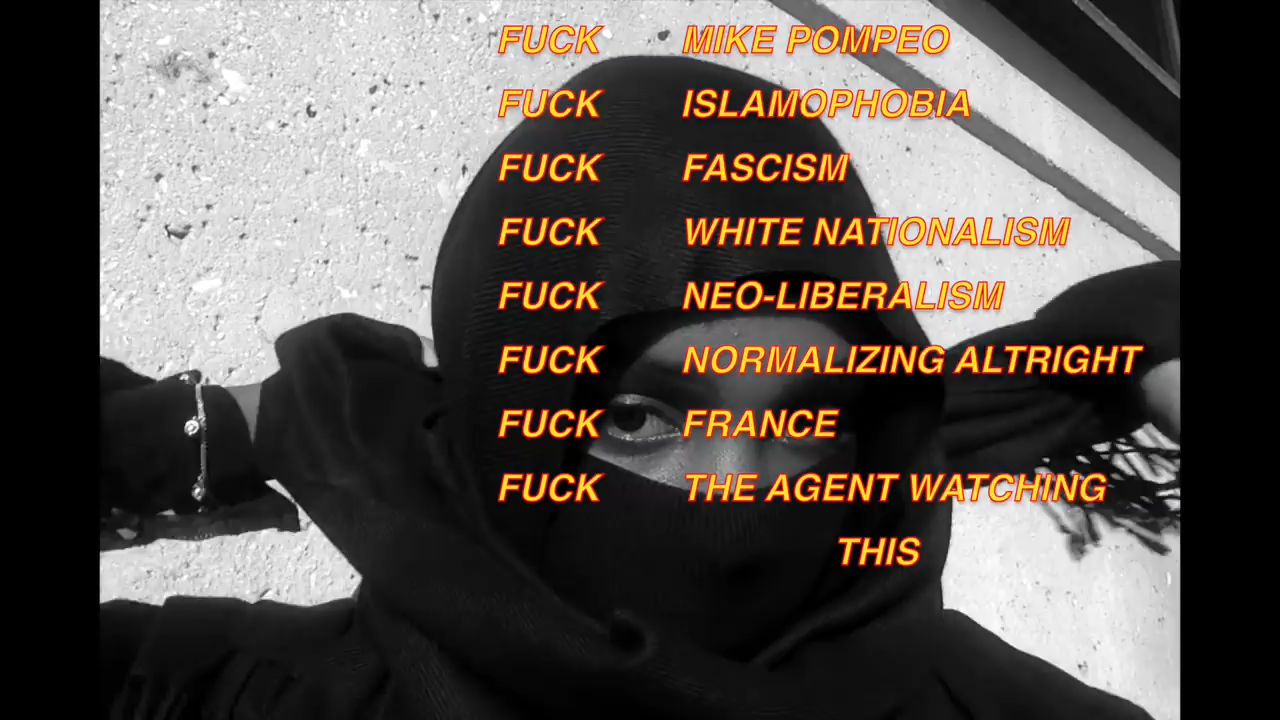 FUCK MIKE POMPEO
FUCK ISLAMOPHOBIA
FUCK FASCISM
FUCK WHITE NATIONALISM
FUCK NEO-LIBERALISM
FUCK NORMALIZING ALTRIGHT
FUCK FRANCE
FUCK THE AGENT WATCHING
THIS